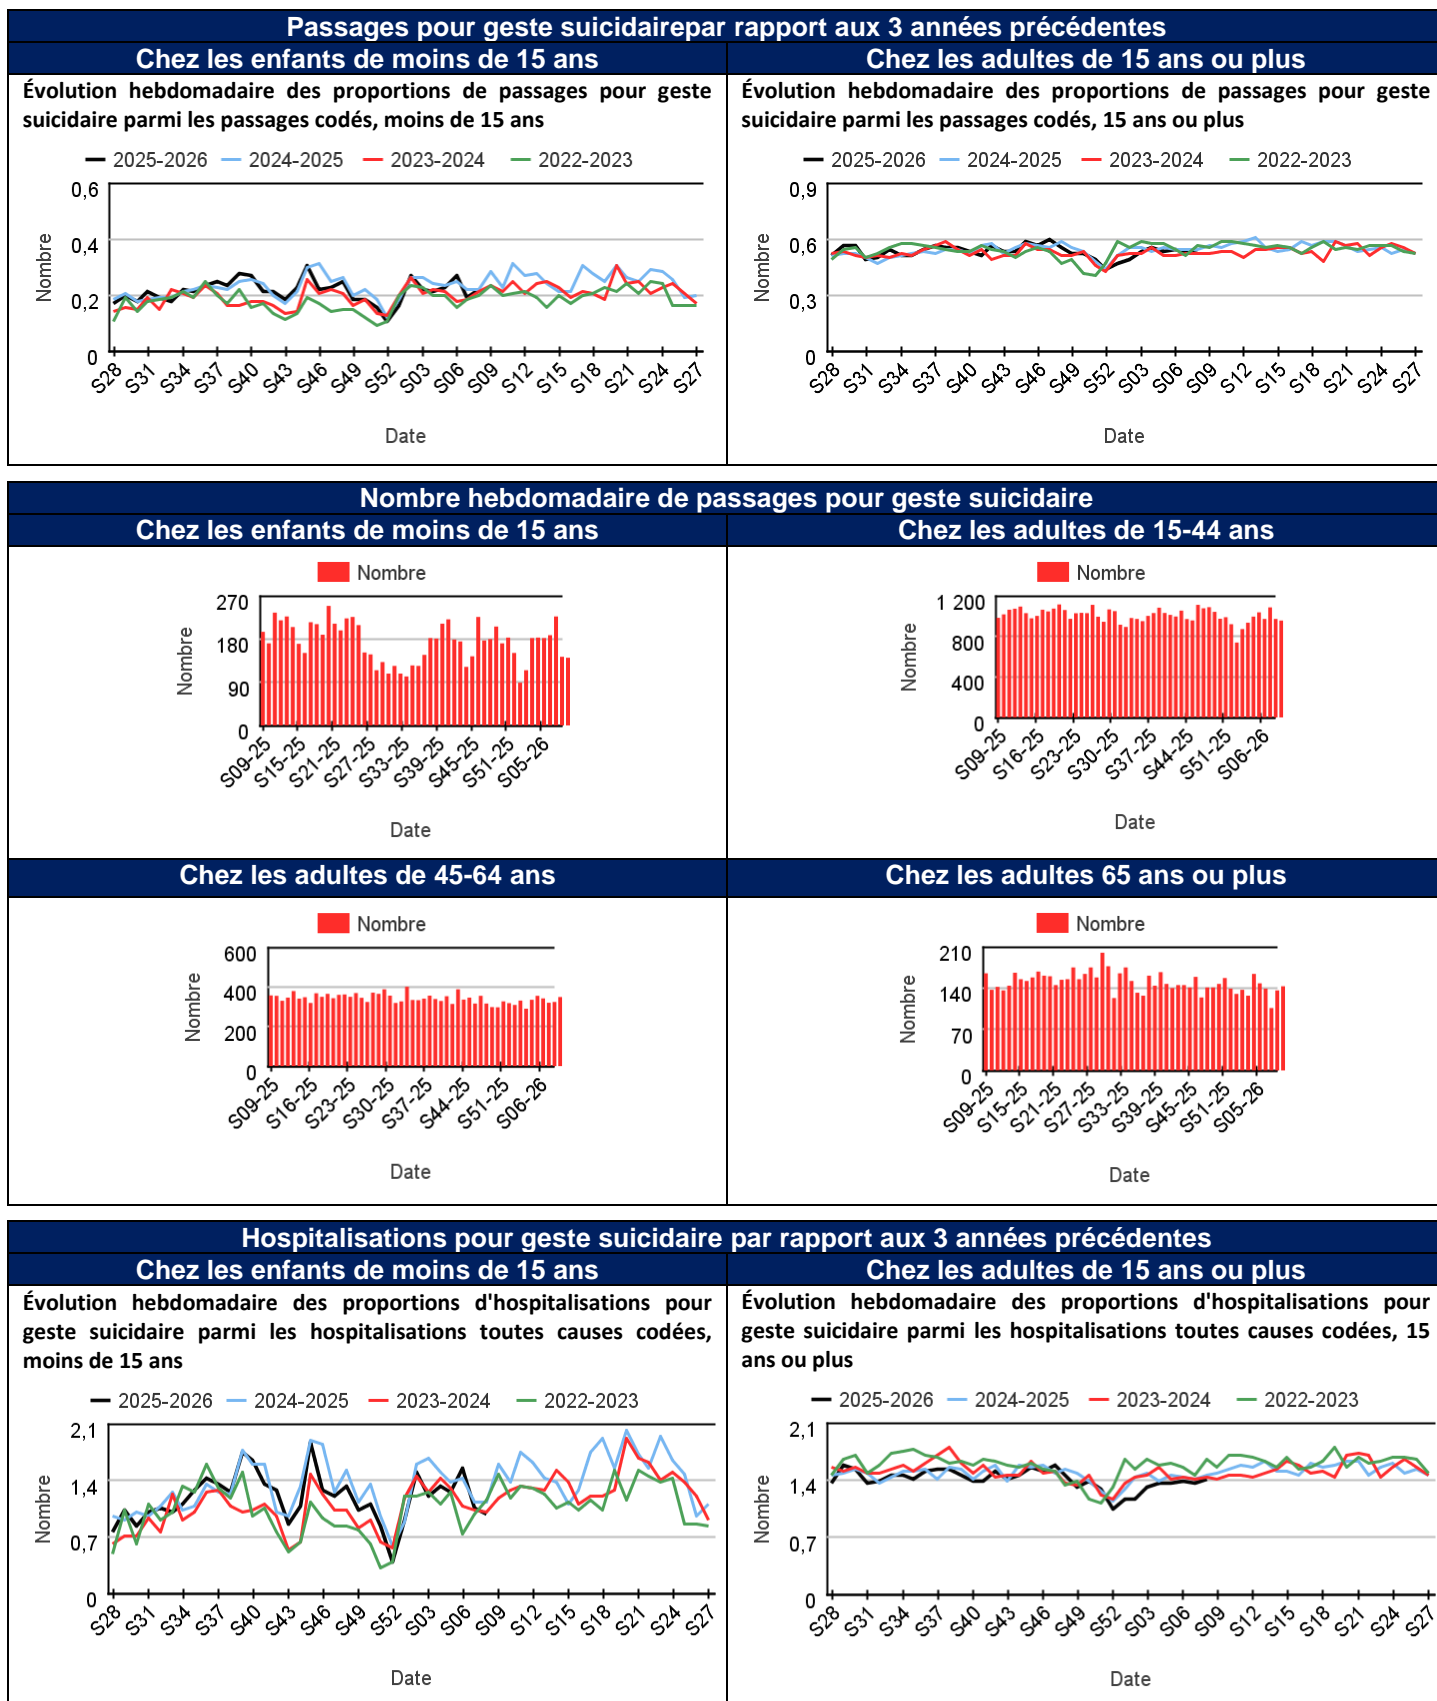 Passages pour geste suicidairepar rapport aux 3 années précédentes
Chez les enfants de moins de 15 ans
Chez les adultes de 15 ans ou plus
Évolution hebdomadaire des proportions de passages pour geste
suicidaire parmi les passages codés, moins de 15 ans
2025-2026 2024-2025 2023-2024 2022-2023
0,6
0,4
0,2
0
Nombre
S28 S31 S34 S37 S40 S43 S46 S49 S52 S03 S06 S09 S12 S15 S18 S21 S24 S27
Date
Évolution hebdomadaire des proportions de passages pour geste
suicidaire parmi les passages codés, 15 ans ou plus
2025-2026 2024-2025 2023-2024 2022-2023
0,9
0,6
0,3
0
Nombre
S28 S31 S34 S37 S40 S43 S46 S49 S52 S03 S06 S09 S12 S15 S18 S21 S24 S27
Date
Nombre hebdomadaire de passages pour geste suicidaire
Chez les enfants de moins de 15 ans
Chez les adultes de 15-44 ans
Nombre
270
180
90
0
Nombre
S09-25 S15-25 S21-25 S27-25 S33-25 S39-25 S45-25 S51-25 S05-26
Date
Nombre
1 200
800
400
0
Nombre
S09-25 S16-25 S23-25 S30-25 S37-25 S44-25 S51-25 S06-26
Date
Chez les adultes de 45-64 ans
Chez les adultes 65 ans ou plus
Nombre
600
400
200
0
Nombre
S09-25 S16-25 S23-25 S30-25 S37-25 S44-25 S51-25 S06-26
Date
Nombre
210
140
70
0
Nombre
S09-25 S15-25 S21-25 S27-25 S33-25 S39-25 S45-25 S51-25 S05-26
Date
Hospitalisations pour geste suicidaire par rapport aux 3 années précédentes
Chez les enfants de moins de 15 ans
Chez les adultes de 15 ans ou plus
Évolution hebdomadaire des proportions d'hospitalisations pour
geste suicidaire parmi les hospitalisations toutes causes codées,
moins de 15 ans
2025-2026 2024-2025 2023-2024 2022-2023
2,1
1,4
0,7
0
Nombre
S28 S31 S34 S37 S40 S43 S46 S49 S52 S03 S06 S09 S12 S15 S18 S21 S24 S27
Date
Évolution hebdomadaire des proportions d'hospitalisations pour
geste suicidaire parmi les hospitalisations toutes causes codées, 15
ans ou plus
2025-2026 2024-2025 2023-2024 2022-2023
2,1
1,4
0,7
0
Nombre
S28 S31 S34 S37 S40 S43 S46 S49 S52 S03 S06 S09 S12 S15 S18 S21 S24 S27
Date